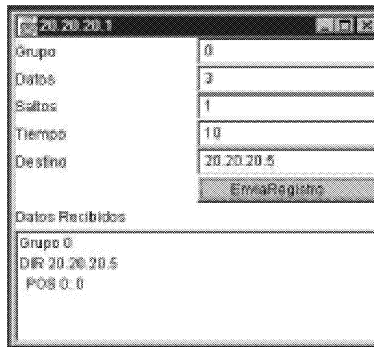 20.20.20.1
Grupo 0
Datos 3
Saltos 1
Tiempo 10
Destino 20.20.20.5
EnviaRegistro
Datos Recibidos
Grupo 0
DIR 20.20.20.5
POS 0: 0